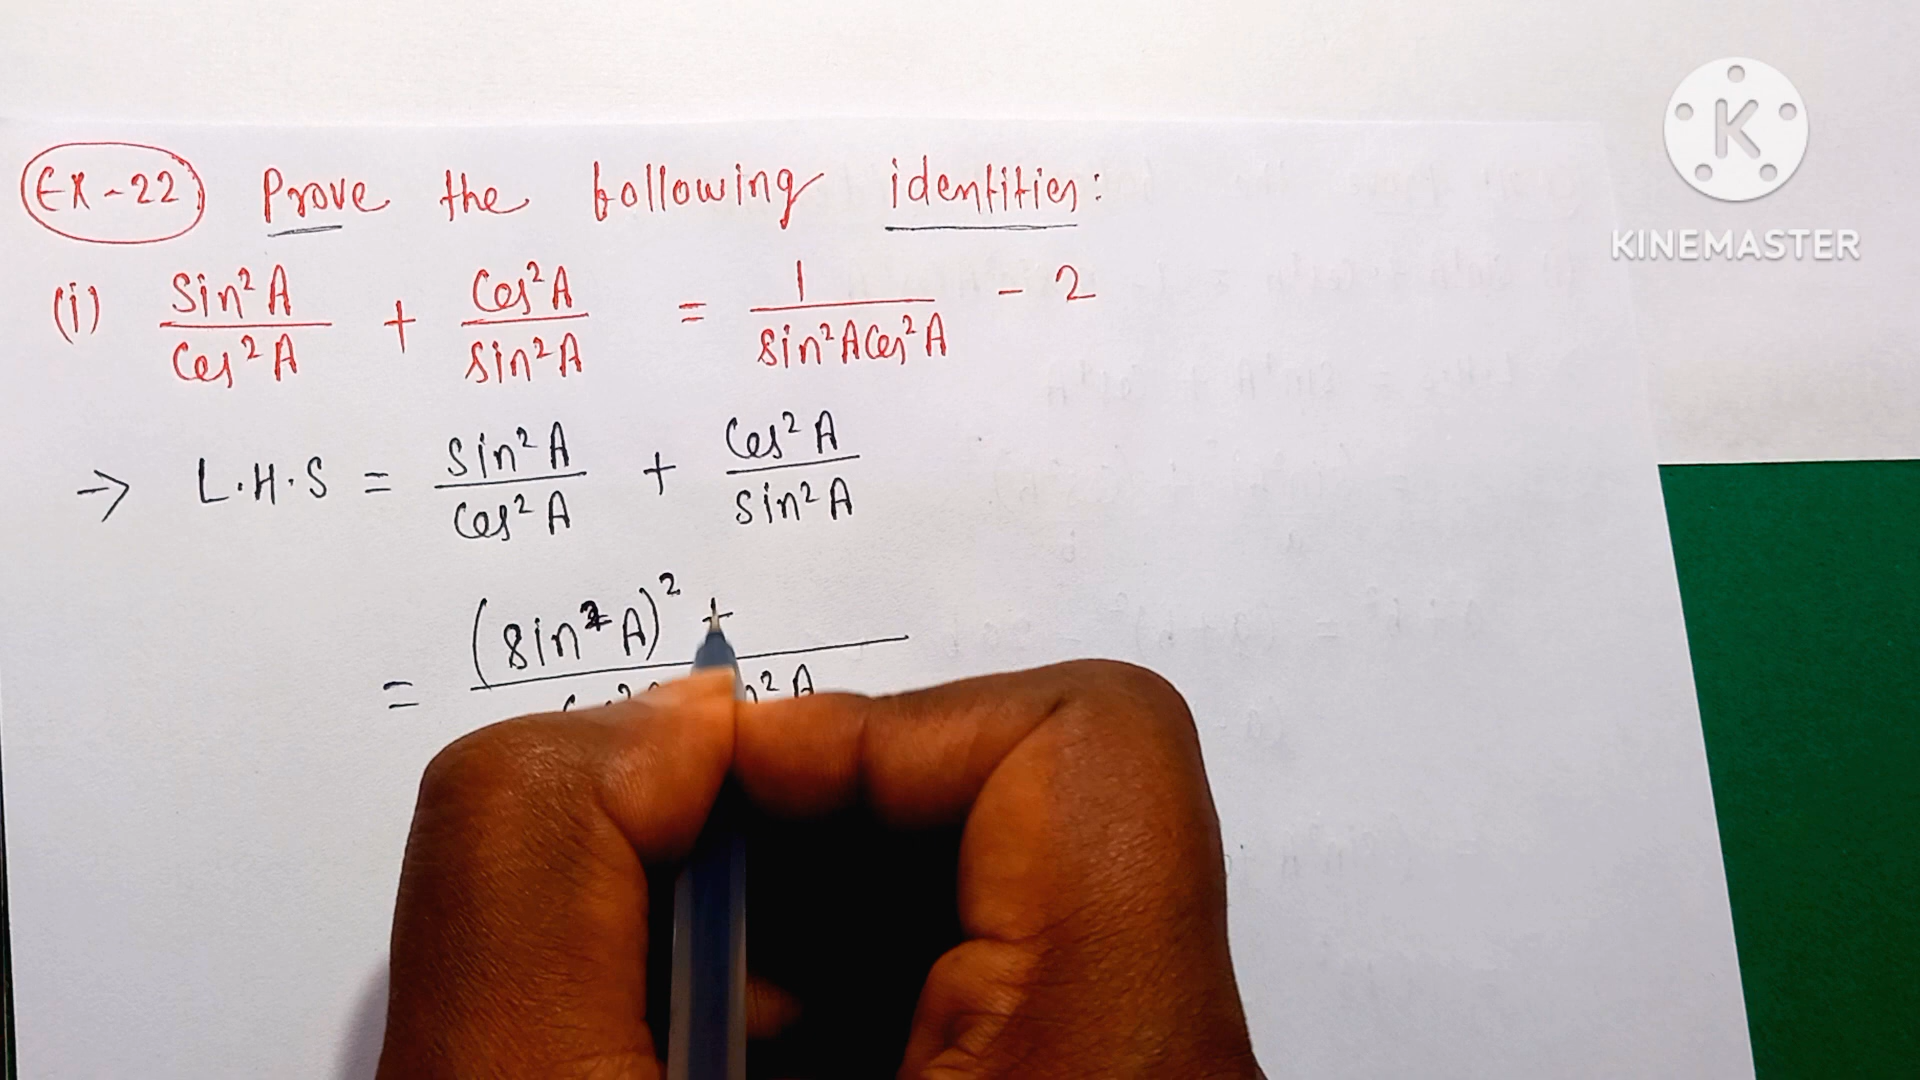 EX-22 Prove the following identities:
(i) Sin²A/Cos²A + Cos²A/Sin²A = 1/Sin²ACos²A - 2
→ L.H.S = Sin²A/Cos²A + Cos²A/Sin²A
= (Sin²A)² +
K
KINEMASTER